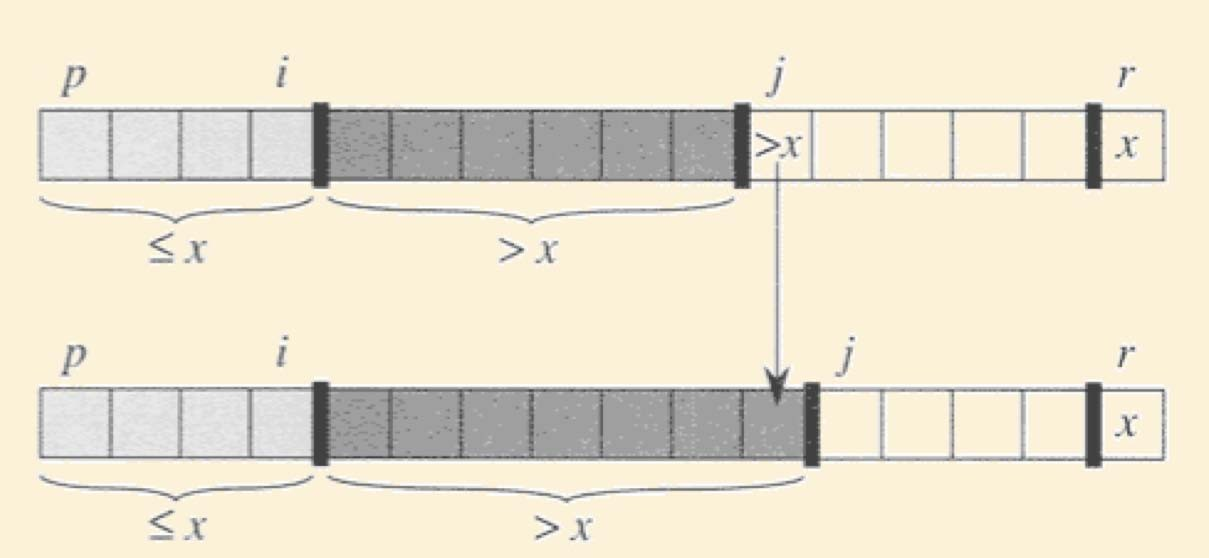 p i j r
>x x
≤ x > x
p i j r
x
≤ x > x